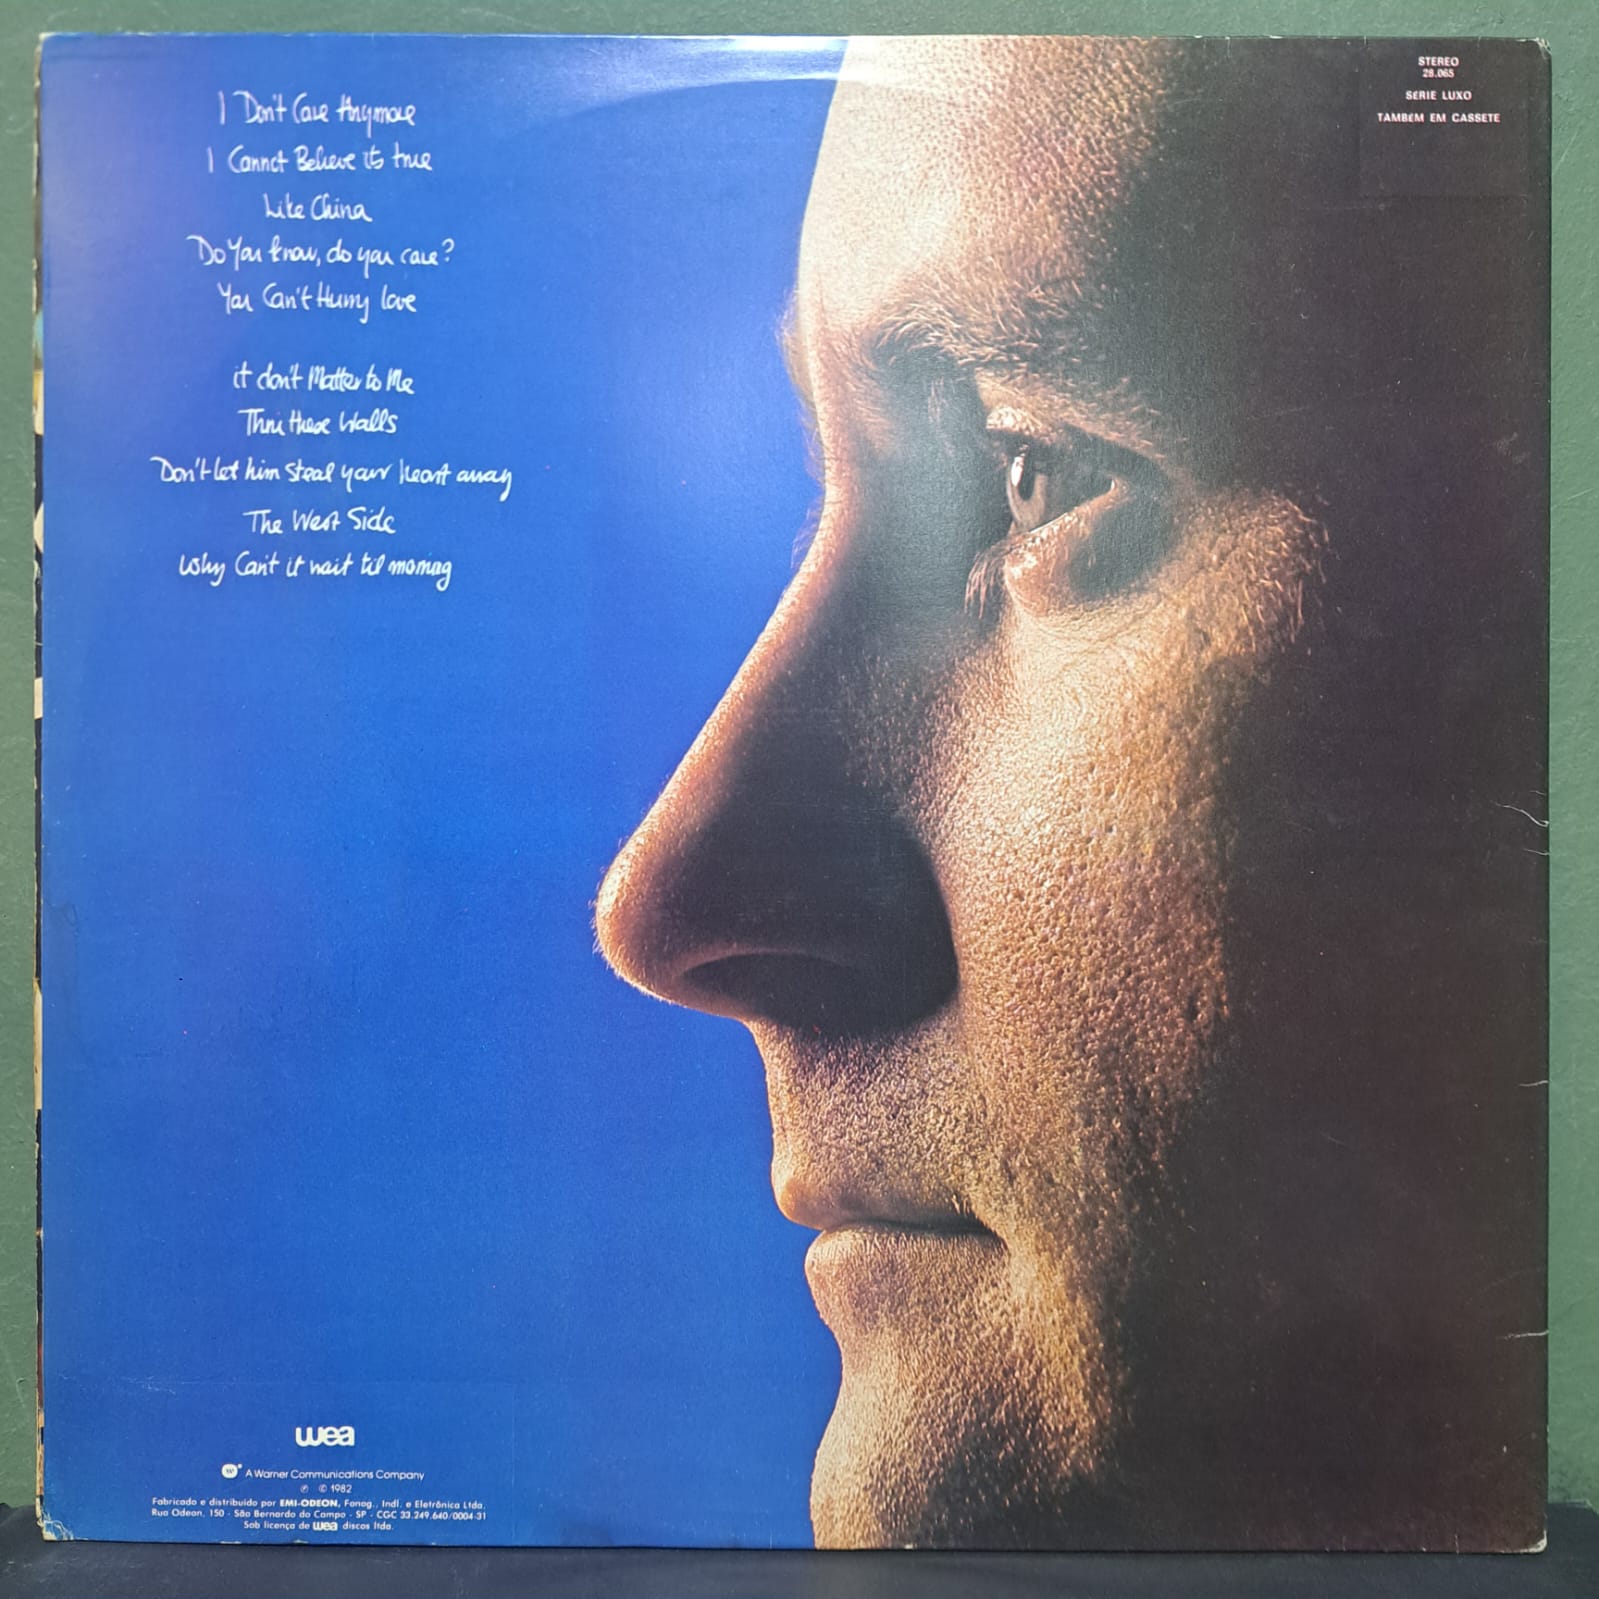 I Don't Care Anymore
I Cannot Believe its true
Like China
Do You know, do you care?
You Can't Hurry love
it don't Matter to Me
Thru these Walls
Don't let him steal your heart away
The West Side
Why Can't it wait til morning
STEREO
28.065
SÉRIE LUXO
TAMBÉM EM CASSETE
wea
W A Warner Communications Company
℗ © 1982
Fabricado e distribuido por EMI-ODEON, Fonog., Indl. e Eletrônica Ltda.
Rua Odeon, 150 - São Bernardo do Campo - SP - CGC 33.249.640/0004-31
Sob licença de wea discos ltda.